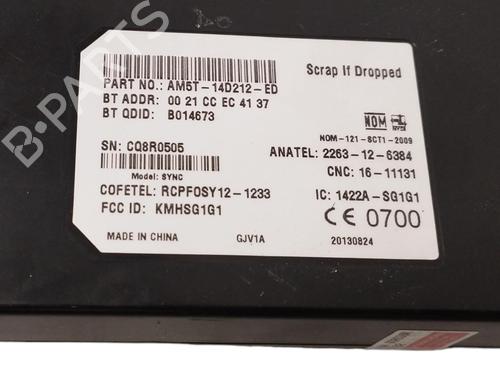 B-PARTS
Scrap If Dropped
PART NO.: AM5T-14D212-ED
BT ADDR: 00 21 CC EC 41 37
BT QDID: B014673
NOM
NOM-121-SCT1-2009
SN: CQ8R0505
ANATEL: 2263-12-6384
Model: SYNC
CNC: 16-11131
COFETEL: RCPFOSY12-1233
IC: 1422A-SG1G1
FCC ID: KMHSG1G1
CE 0700
MADE IN CHINA
GJV1A
20130824